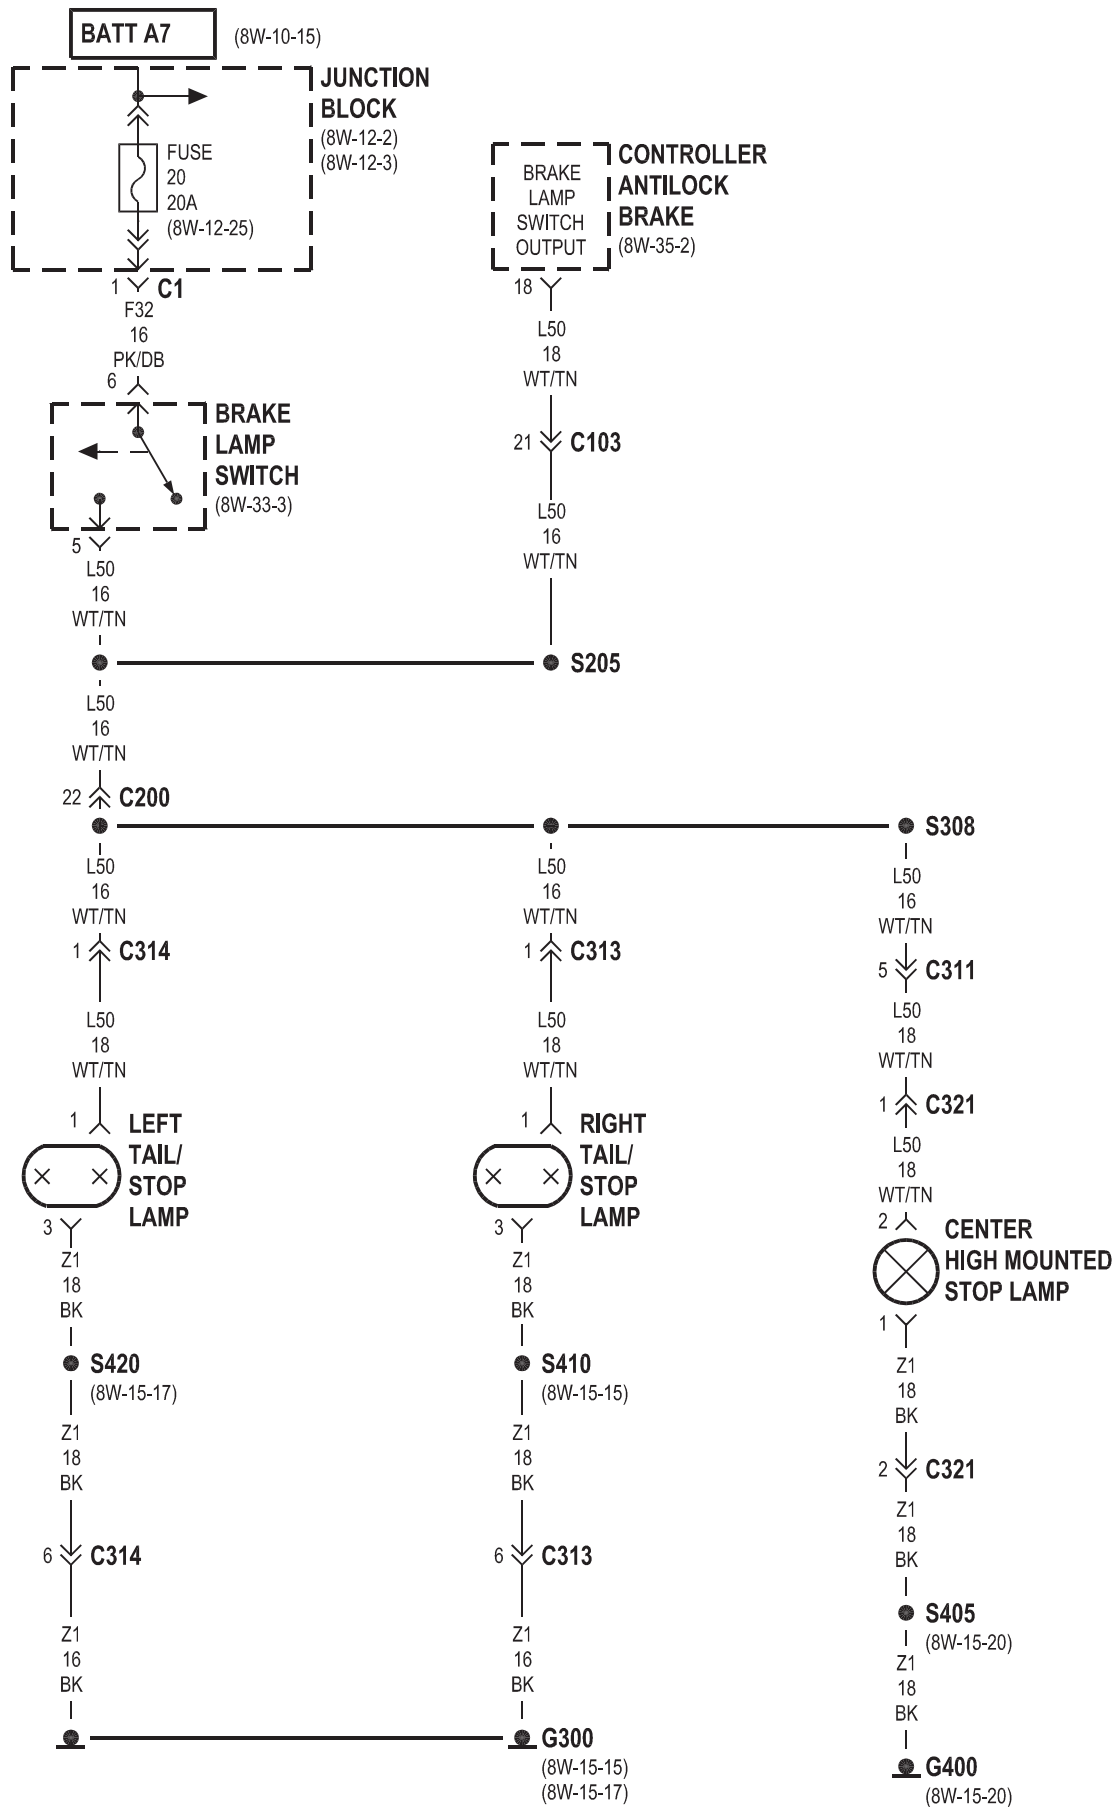 BATT A7
(8W-10-15)
JUNCTION
BLOCK
(8W-12-2)
(8W-12-3)
FUSE
20
20A
(8W-12-25)
1
C1
F32
16
PK/DB
6
BRAKE
LAMP
SWITCH
(8W-33-3)
5
L50
16
WT/TN
BRAKE
LAMP
SWITCH
OUTPUT
CONTROLLER
ANTILOCK
BRAKE
(8W-35-2)
18
L50
18
WT/TN
21
C103
L50
16
WT/TN
S205
L50
16
WT/TN
22
C200
S308
L50
16
WT/TN
1
C314
L50
18
WT/TN
1
LEFT
TAIL/
STOP
LAMP
3
Z1
18
BK
S420
(8W-15-17)
Z1
18
BK
6
C314
Z1
16
BK
L50
16
WT/TN
1
C313
L50
18
WT/TN
1
RIGHT
TAIL/
STOP
LAMP
3
Z1
18
BK
S410
(8W-15-15)
Z1
18
BK
6
C313
Z1
16
BK
G300
(8W-15-15)
(8W-15-17)
L50
16
WT/TN
5
C311
L50
18
WT/TN
1
C321
L50
18
WT/TN
2
CENTER
HIGH MOUNTED
STOP LAMP
1
Z1
18
BK
2
C321
Z1
18
BK
S405
(8W-15-20)
Z1
18
BK
G400
(8W-15-20)